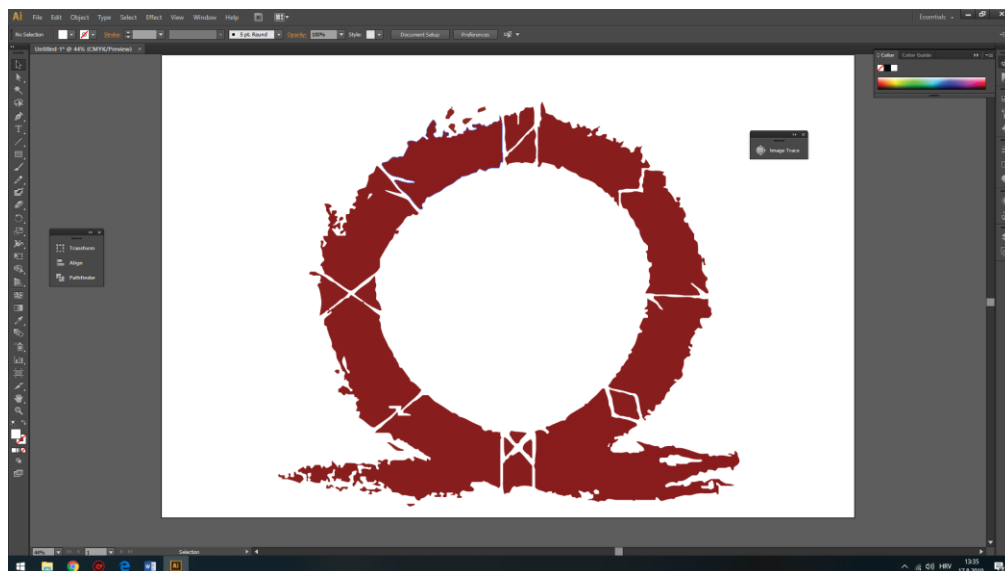 Ai File Edit Object Type Select Effect View Window Help Essentials
No Selection Stroke: 5 pt. Round Opacity: 100% Style: Document Setup Preferences
Untitled-1* @ 44% (CMYK/Preview) ×
Color Color Guide
Image Trace
Transform
Align
Pathfinder
44% 1 Selection
13:35
HRV